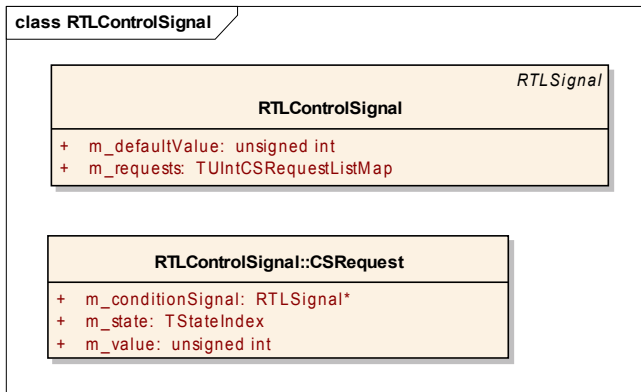 class RTLControlSignal
RTLSignal
RTLControlSignal
+ m_defaultValue: unsigned int
+ m_requests: TUIntCSRequestListMap
RTLControlSignal::CSRequest
+ m_conditionSignal: RTLSignal*
+ m_state: TStateIndex
+ m_value: unsigned int